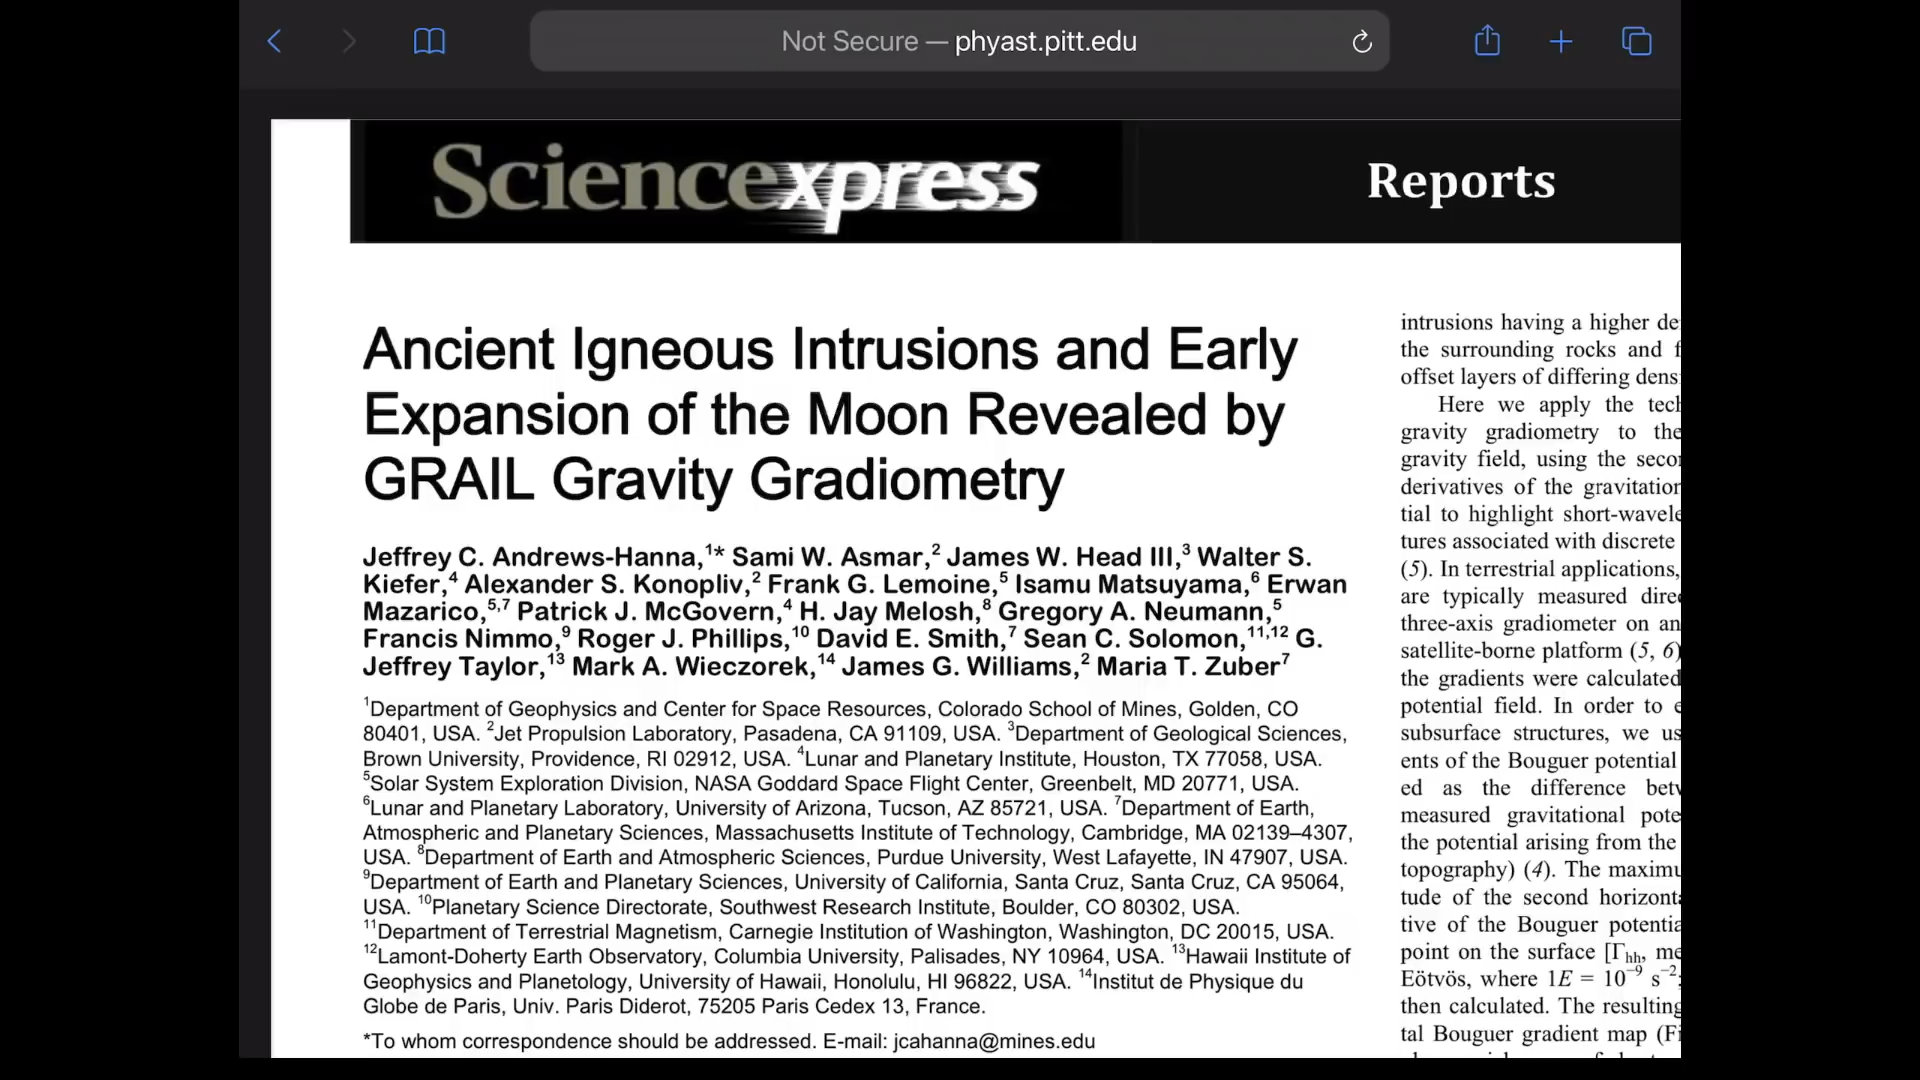 Not Secure — phyast.pitt.edu
Sciencexpress
Reports
Ancient Igneous Intrusions and Early
Expansion of the Moon Revealed by
GRAIL Gravity Gradiometry
Jeffrey C. Andrews-Hanna,¹* Sami W. Asmar,² James W. Head III,³ Walter S.
Kiefer,⁴ Alexander S. Konopliv,² Frank G. Lemoine,⁵ Isamu Matsuyama,⁶ Erwan
Mazarico,⁵,⁷ Patrick J. McGovern,⁴ H. Jay Melosh,⁸ Gregory A. Neumann,⁵
Francis Nimmo,⁹ Roger J. Phillips,¹⁰ David E. Smith,⁷ Sean C. Solomon,¹¹,¹² G.
Jeffrey Taylor,¹³ Mark A. Wieczorek,¹⁴ James G. Williams,² Maria T. Zuber⁷
¹Department of Geophysics and Center for Space Resources, Colorado School of Mines, Golden, CO
80401, USA. ²Jet Propulsion Laboratory, Pasadena, CA 91109, USA. ³Department of Geological Sciences,
Brown University, Providence, RI 02912, USA. ⁴Lunar and Planetary Institute, Houston, TX 77058, USA.
⁵Solar System Exploration Division, NASA Goddard Space Flight Center, Greenbelt, MD 20771, USA.
⁶Lunar and Planetary Laboratory, University of Arizona, Tucson, AZ 85721, USA. ⁷Department of Earth,
Atmospheric and Planetary Sciences, Massachusetts Institute of Technology, Cambridge, MA 02139–4307,
USA. ⁸Department of Earth and Atmospheric Sciences, Purdue University, West Lafayette, IN 47907, USA.
⁹Department of Earth and Planetary Sciences, University of California, Santa Cruz, Santa Cruz, CA 95064,
USA. ¹⁰Planetary Science Directorate, Southwest Research Institute, Boulder, CO 80302, USA.
¹¹Department of Terrestrial Magnetism, Carnegie Institution of Washington, Washington, DC 20015, USA.
¹²Lamont-Doherty Earth Observatory, Columbia University, Palisades, NY 10964, USA. ¹³Hawaii Institute of
Geophysics and Planetology, University of Hawaii, Honolulu, HI 96822, USA. ¹⁴Institut de Physique du
Globe de Paris, Univ. Paris Diderot, 75205 Paris Cedex 13, France.
*To whom correspondence should be addressed. E-mail: jcahanna@mines.edu
intrusions having a higher de
the surrounding rocks and f
offset layers of differing dens
Here we apply the tech
gravity gradiometry to the
gravity field, using the seco
derivatives of the gravitation
tial to highlight short-wavele
tures associated with discrete
(5). In terrestrial applications,
are typically measured dire
three-axis gradiometer on an
satellite-borne platform (5, 6)
the gradients were calculated
potential field. In order to e
subsurface structures, we us
ents of the Bouguer potential
ed as the difference betw
measured gravitational pote
the potential arising from the
topography) (4). The maximu
tude of the second horizonta
tive of the Bouguer potentia
point on the surface [Γhh, me
Eötvös, where 1E = 10⁻⁹ s⁻²;
then calculated. The resulting
tal Bouguer gradient map (Fi